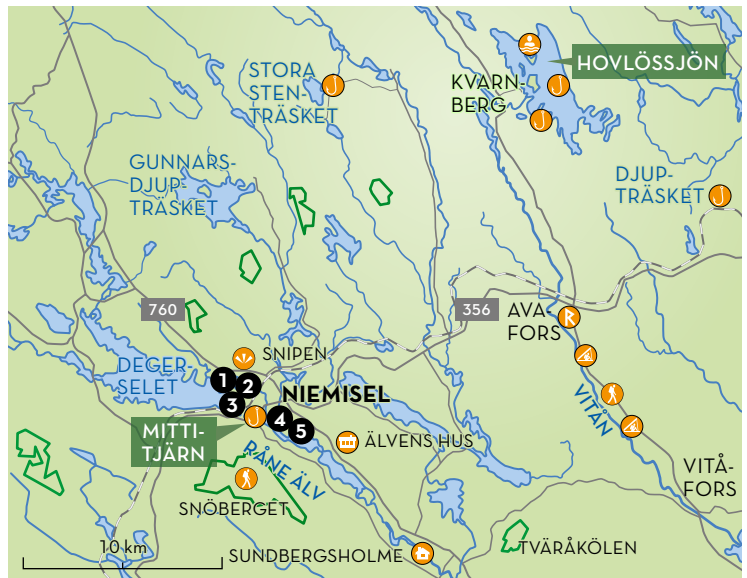 STORA
STEN-
TRÄSKET
HOVLÖSSJÖN
KVARN-
BERG
GUNNARS-
DJUP-
TRÄSKET
DJUP-
TRÄSKET
760
356
AVA-
FORS
R
SNIPEN
DEGER-
SELET
1
2
3
NIEMISEL
4
5
MITTI-
TJÄRN
RÅNE ÄLV
ÄLVENS HUS
VITÅN
VITÅ-
FORS
SNÖBERGET
10 km
SUNDBERGSHOLME
TVÄRÅKÖLEN